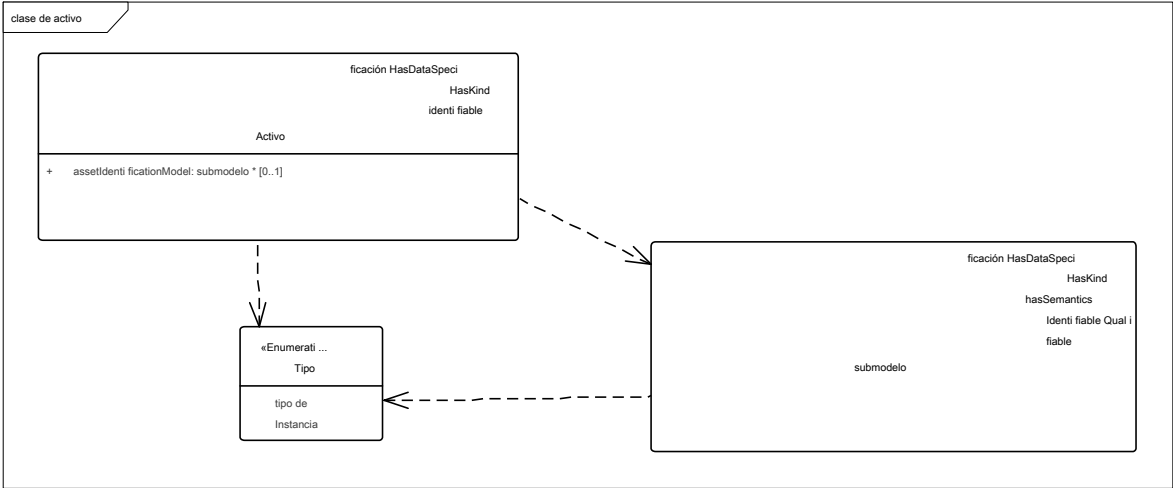 clase de activo
ficación HasDataSpeci
HasKind
identi fiable
Activo
+ assetIdenti ficationModel: submodelo * [0..1]
ficación HasDataSpeci
HasKind
hasSemantics
Identi fiable Qual i
fiable
submodelo
«Enumerati ...
Tipo
tipo de
Instancia